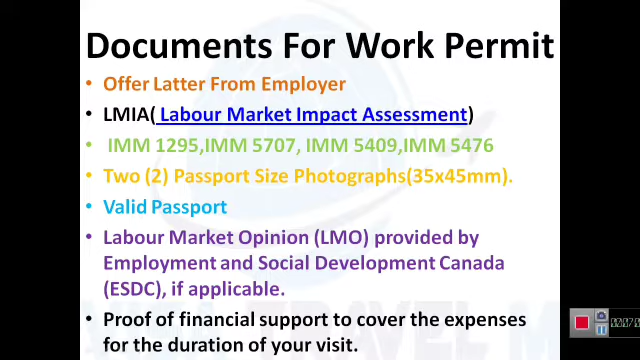 Documents For Work Permit
• Offer Latter From Employer
• LMIA( Labour Market Impact Assessment)
• IMM 1295,IMM 5707, IMM 5409,IMM 5476
• Two (2) Passport Size Photographs(35x45mm).
• Valid Passport
• Labour Market Opinion (LMO) provided by
Employment and Social Development Canada
(ESDC), if applicable.
• Proof of financial support to cover the expenses
for the duration of your visit.